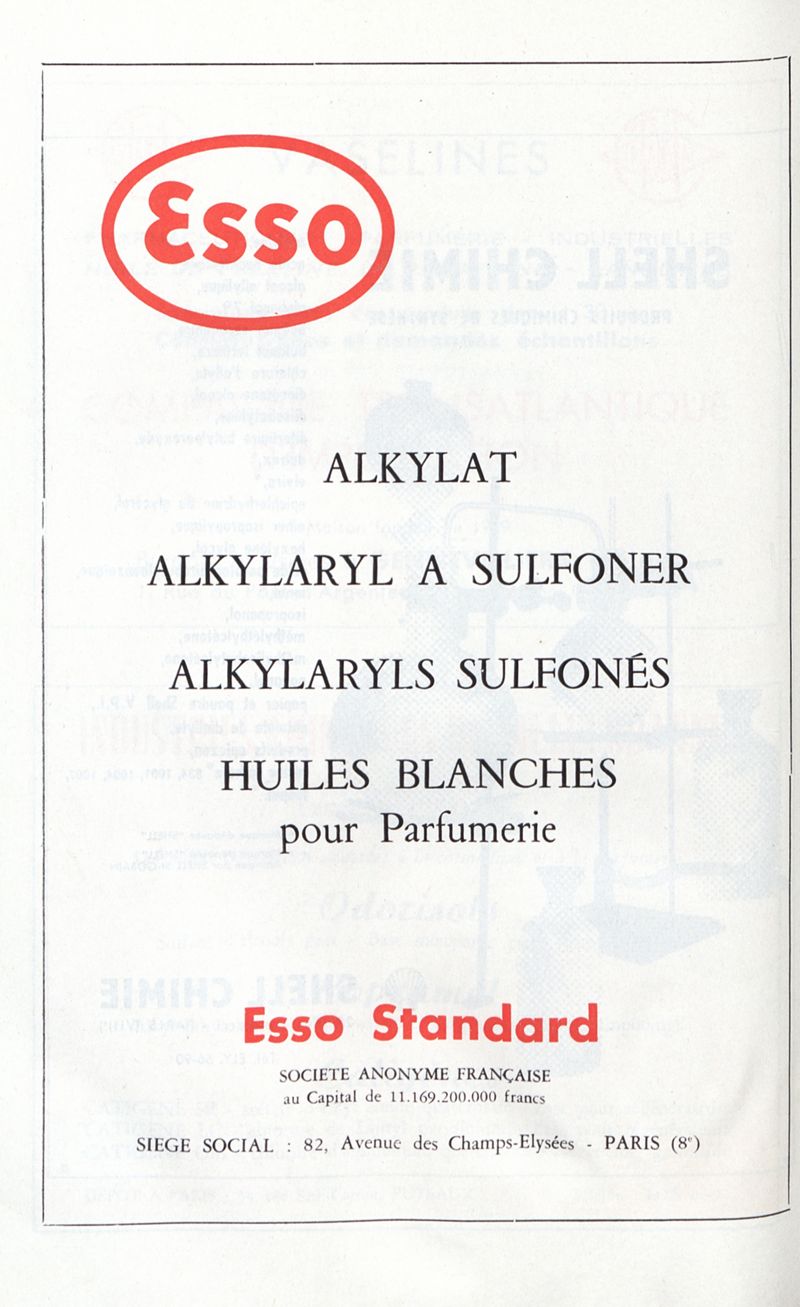 Esso
ALKYLAT
ALKYLARYL A SULFONER
ALKYLARYLS SULFONÉS
HUILES BLANCHES
pour Parfumerie
Esso Standard
SOCIETE ANONYME FRANÇAISE
au Capital de 11.169.200.000 francs
SIEGE SOCIAL : 82, Avenue des Champs-Elysées - PARIS (8ᵉ)